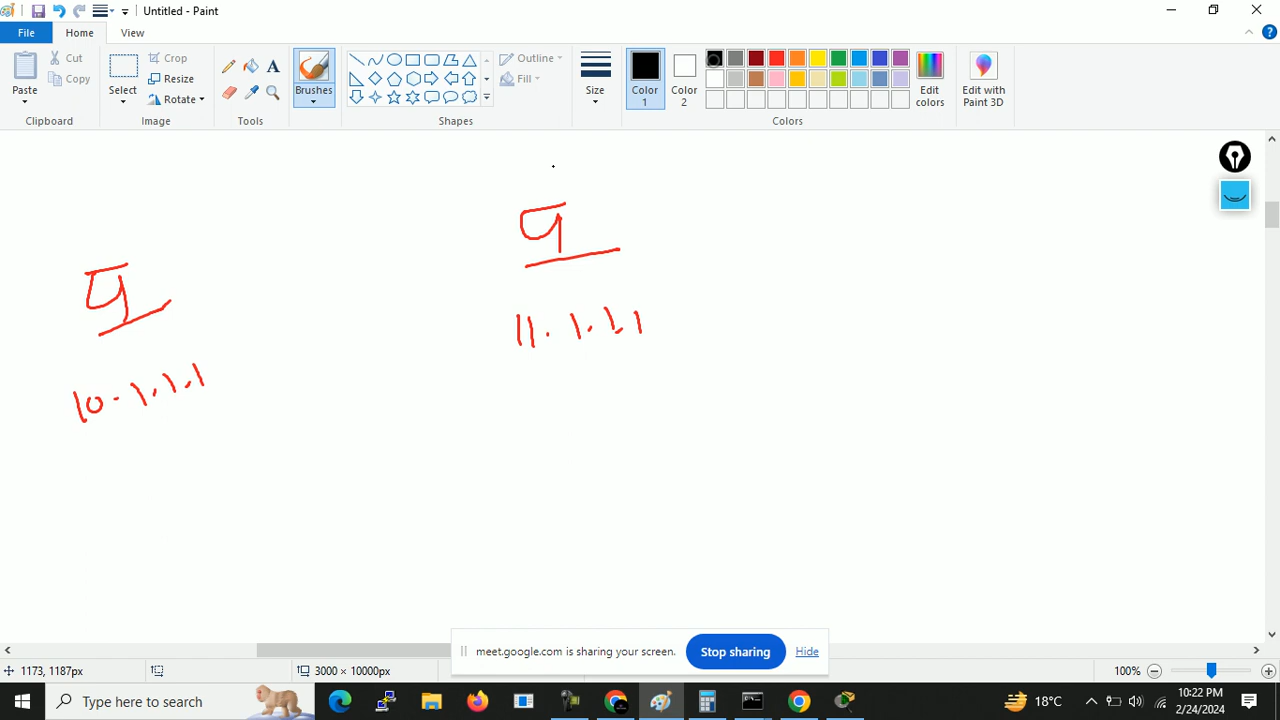 Untitled - Paint
File
Home
View
Paste
Cut
Copy
Clipboard
Select
Crop
Resize
Rotate
Image
A
Tools
Brushes
Outline
Fill
Shapes
Size
Color 1
Color 2
Edit colors
Edit with Paint 3D
Colors
10.1.1.1
11.1.1.1
meet.google.com is sharing your screen.
Stop sharing
Hide
1173, 1187px
3000 × 10000px
100%
Type here to search
18°C
10:22 PM
2/24/2024